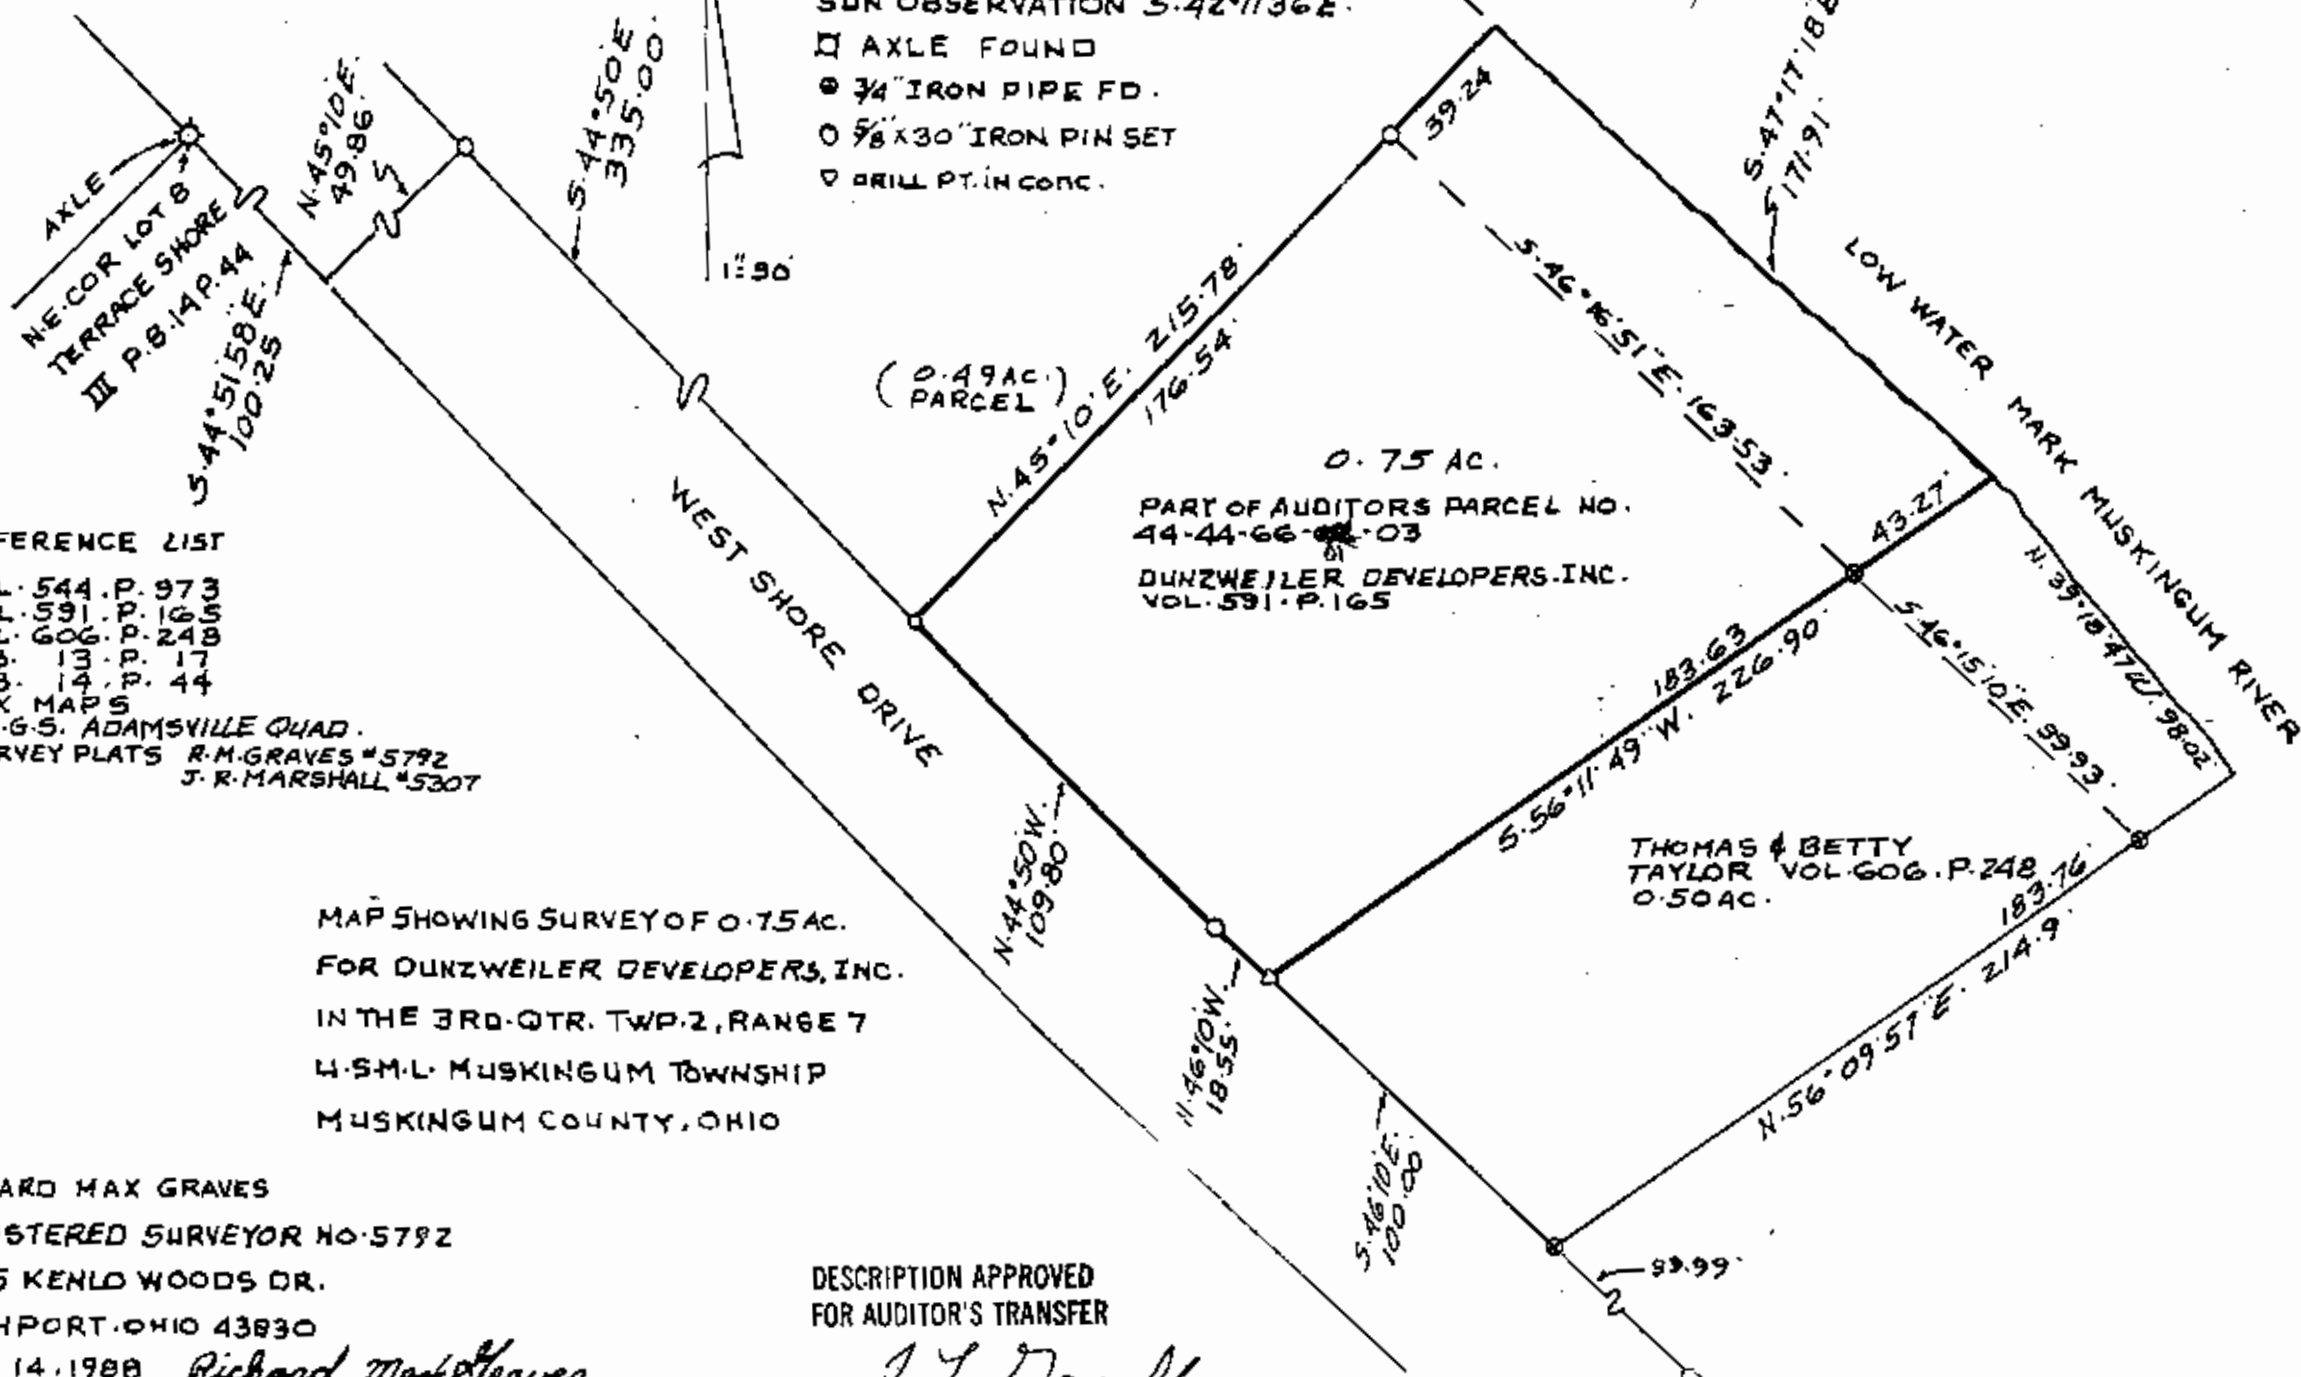 SUN OBSERVATION S.42°11'36"E.
AXLE FOUND
3/4" IRON PIPE FD.
5/8" X 30" IRON PIN SET
DRILL PT. IN CONC.
1"=50'
AXLE
N.E. COR LOT 8
TERRACE SHORE
III P.B. 14 P. 44
N.45°10'E.
49.86'
S.44°51'58"E.
100.25
S.44°50'E
335.00'
39.24
S.47°17'18"E
171.91'
LOW WATER MARK MUSKINGUM RIVER
(0.49 AC.)
PARCEL
N.45°10'E. 215.78'
176.54'
S.46°16'51"E. 163.53'
0.75 AC.
PART OF AUDITORS PARCEL NO.
44-44-66- -03
DUNZWEILER DEVELOPERS. INC.
VOL. 591. P. 165
43.27'
N.39°18'47"W. 98.02'
183.63
S.56°11'49"W. 226.90'
S.46°15'10"E. 99.93'
WEST SHORE DRIVE
FERENCE LIST
L. 544. P. 973
L. 591. P. 165
L. 606. P. 248
B. 13. P. 17
B. 14. P. 44
X MAPS
.G.S. ADAMSVILLE QUAD.
RVEY PLATS R.M. GRAVES #5792
J.R. MARSHALL #5307
THOMAS & BETTY
TAYLOR VOL. 606. P. 248
0.50 AC.
183.76
N.56°09'57"E. 214.9'
N.44°50'W.
109.80'
N.46°10'W.
18.55'
S.46°10'E.
100.00'
MAP SHOWING SURVEY OF 0.75 AC.
FOR DUNZWEILER DEVELOPERS, INC.
IN THE 3RD. QTR. TWP. 2, RANGE 7
U.S.M.L. MUSKINGUM TOWNSHIP
MUSKINGUM COUNTY, OHIO
ARD MAX GRAVES
STERED SURVEYOR NO. 5792
5 KENLO WOODS DR.
HPORT. OHIO 43830
14. 1988 Richard Max Graves
DESCRIPTION APPROVED
FOR AUDITOR'S TRANSFER